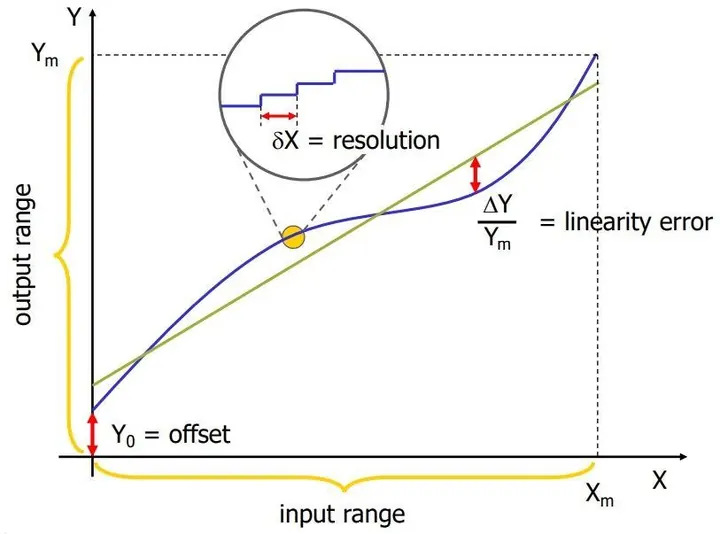 Y
Yₘ
δX = resolution
ΔY
Yₘ
= linearity error
output range
Y₀ = offset
X
Xₘ
input range